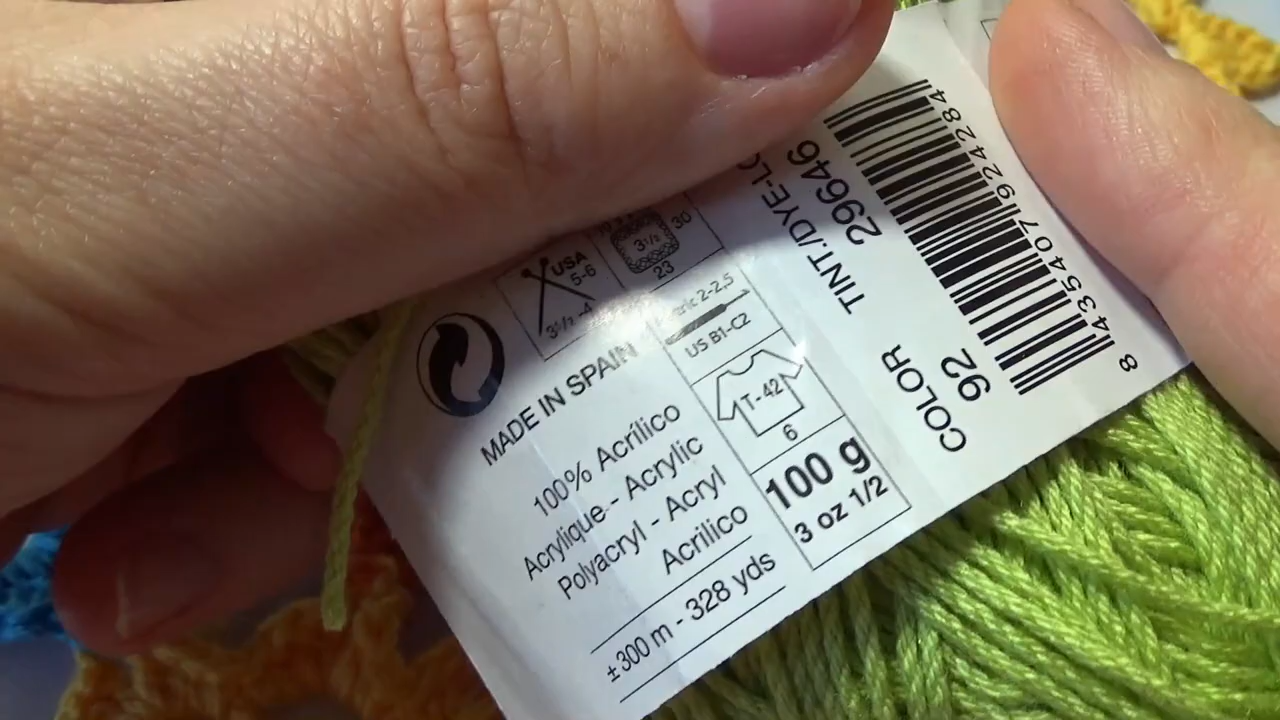 USA
5-6
3½
30
23
2-2,5
US B1-C2
T-42
6
100 g
3 oz 1/2
MADE IN SPAIN
100% Acrílico
Acrylique - Acrylic
Polyacryl - Acryl
Acrilico
± 300 m - 328 yds
TINT./DYE-LO
29646
COLOR
92
8 435407 924284